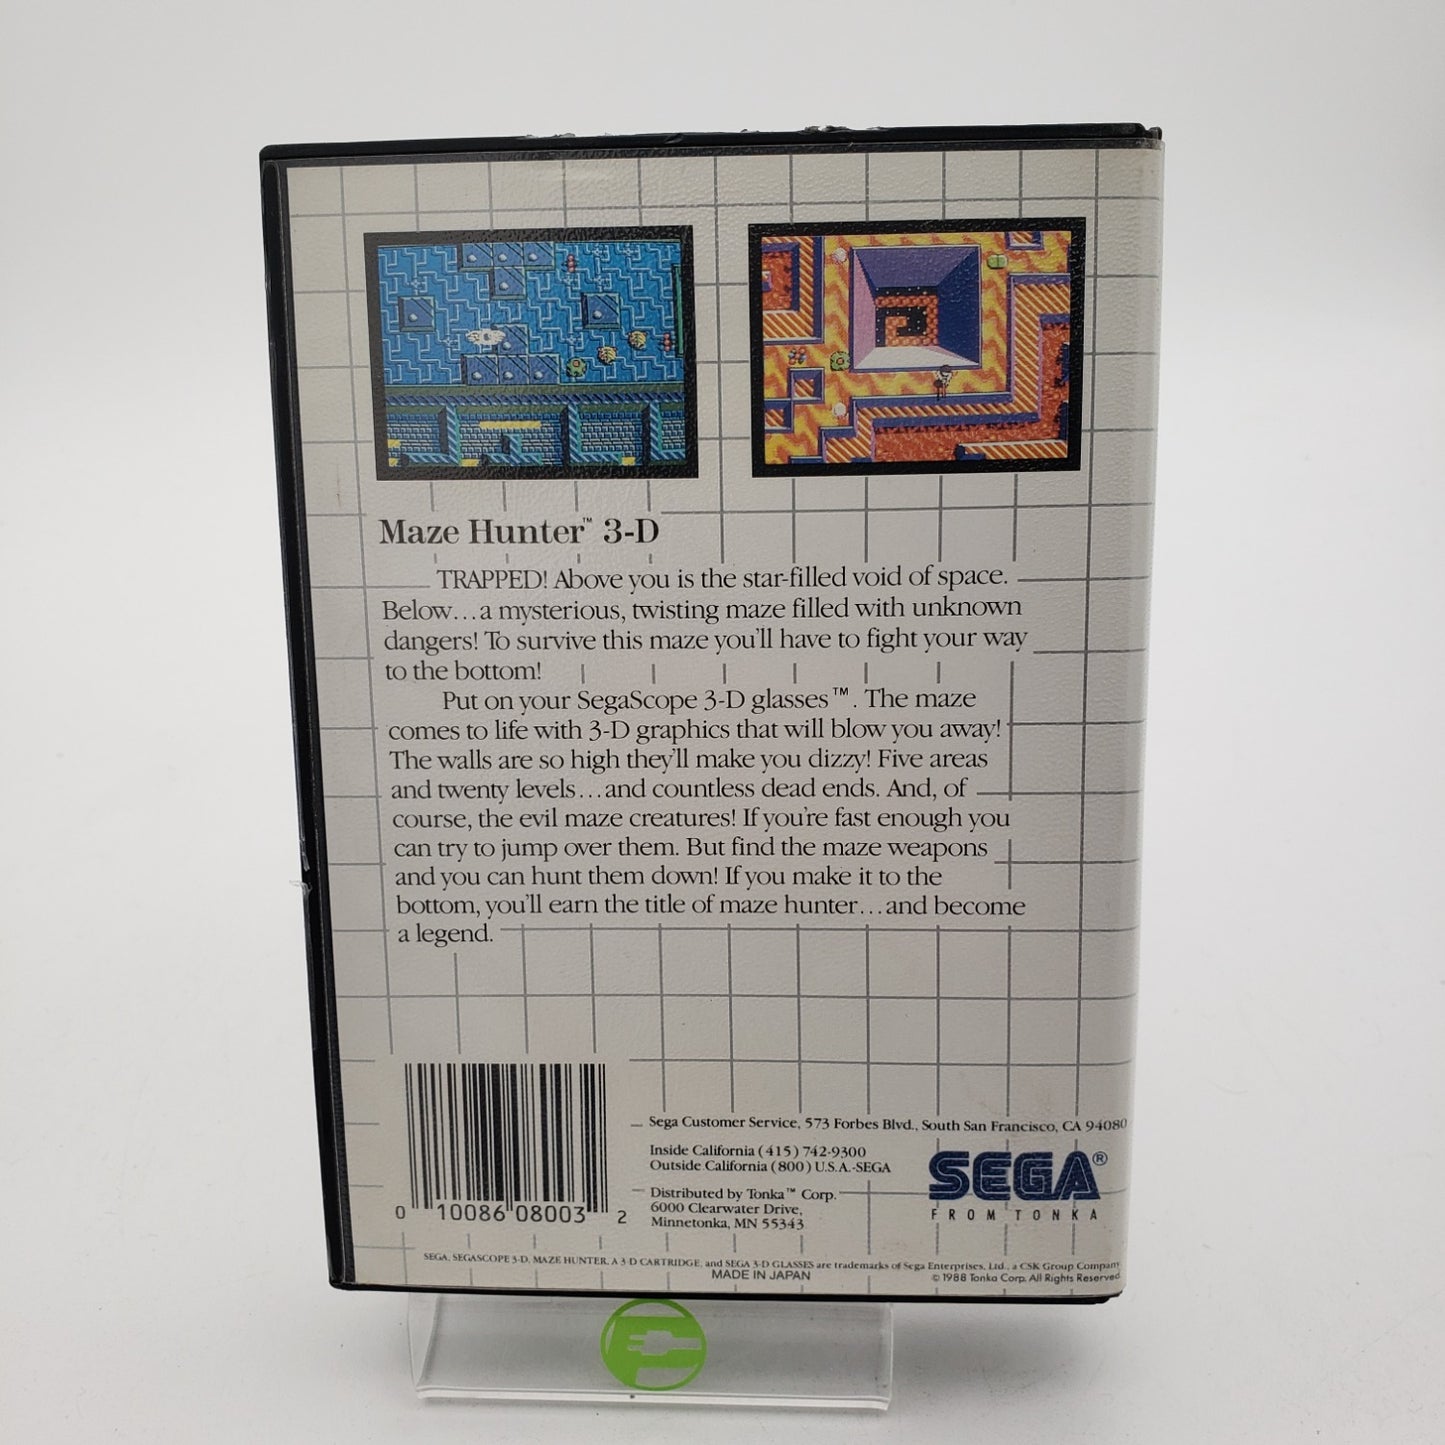 Maze Hunter™ 3-D
TRAPPED! Above you is the star-filled void of space.
Below...a mysterious, twisting maze filled with unknown
dangers! To survive this maze you'll have to fight your way
to the bottom!
Put on your SegaScope 3-D glasses™. The maze
comes to life with 3-D graphics that will blow you away!
The walls are so high they'll make you dizzy! Five areas
and twenty levels...and countless dead ends. And, of
course, the evil maze creatures! If you're fast enough you
can try to jump over them. But find the maze weapons
and you can hunt them down! If you make it to the
bottom, you'll earn the title of maze hunter...and become
a legend.
0 10086 08003 2
Sega Customer Service, 573 Forbes Blvd., South San Francisco, CA 94080
Inside California (415) 742-9300
Outside California (800) U.S.A.-SEGA
Distributed by Tonka™ Corp.
6000 Clearwater Drive,
Minnetonka, MN 55343
SEGA®
FROM TONKA
SEGA, SEGASCOPE 3-D, MAZE HUNTER, A 3-D CARTRIDGE, and SEGA 3-D GLASSES are trademarks of Sega Enterprises, Ltd., a CSK Group Company
MADE IN JAPAN
© 1988 Tonka Corp. All Rights Reserved